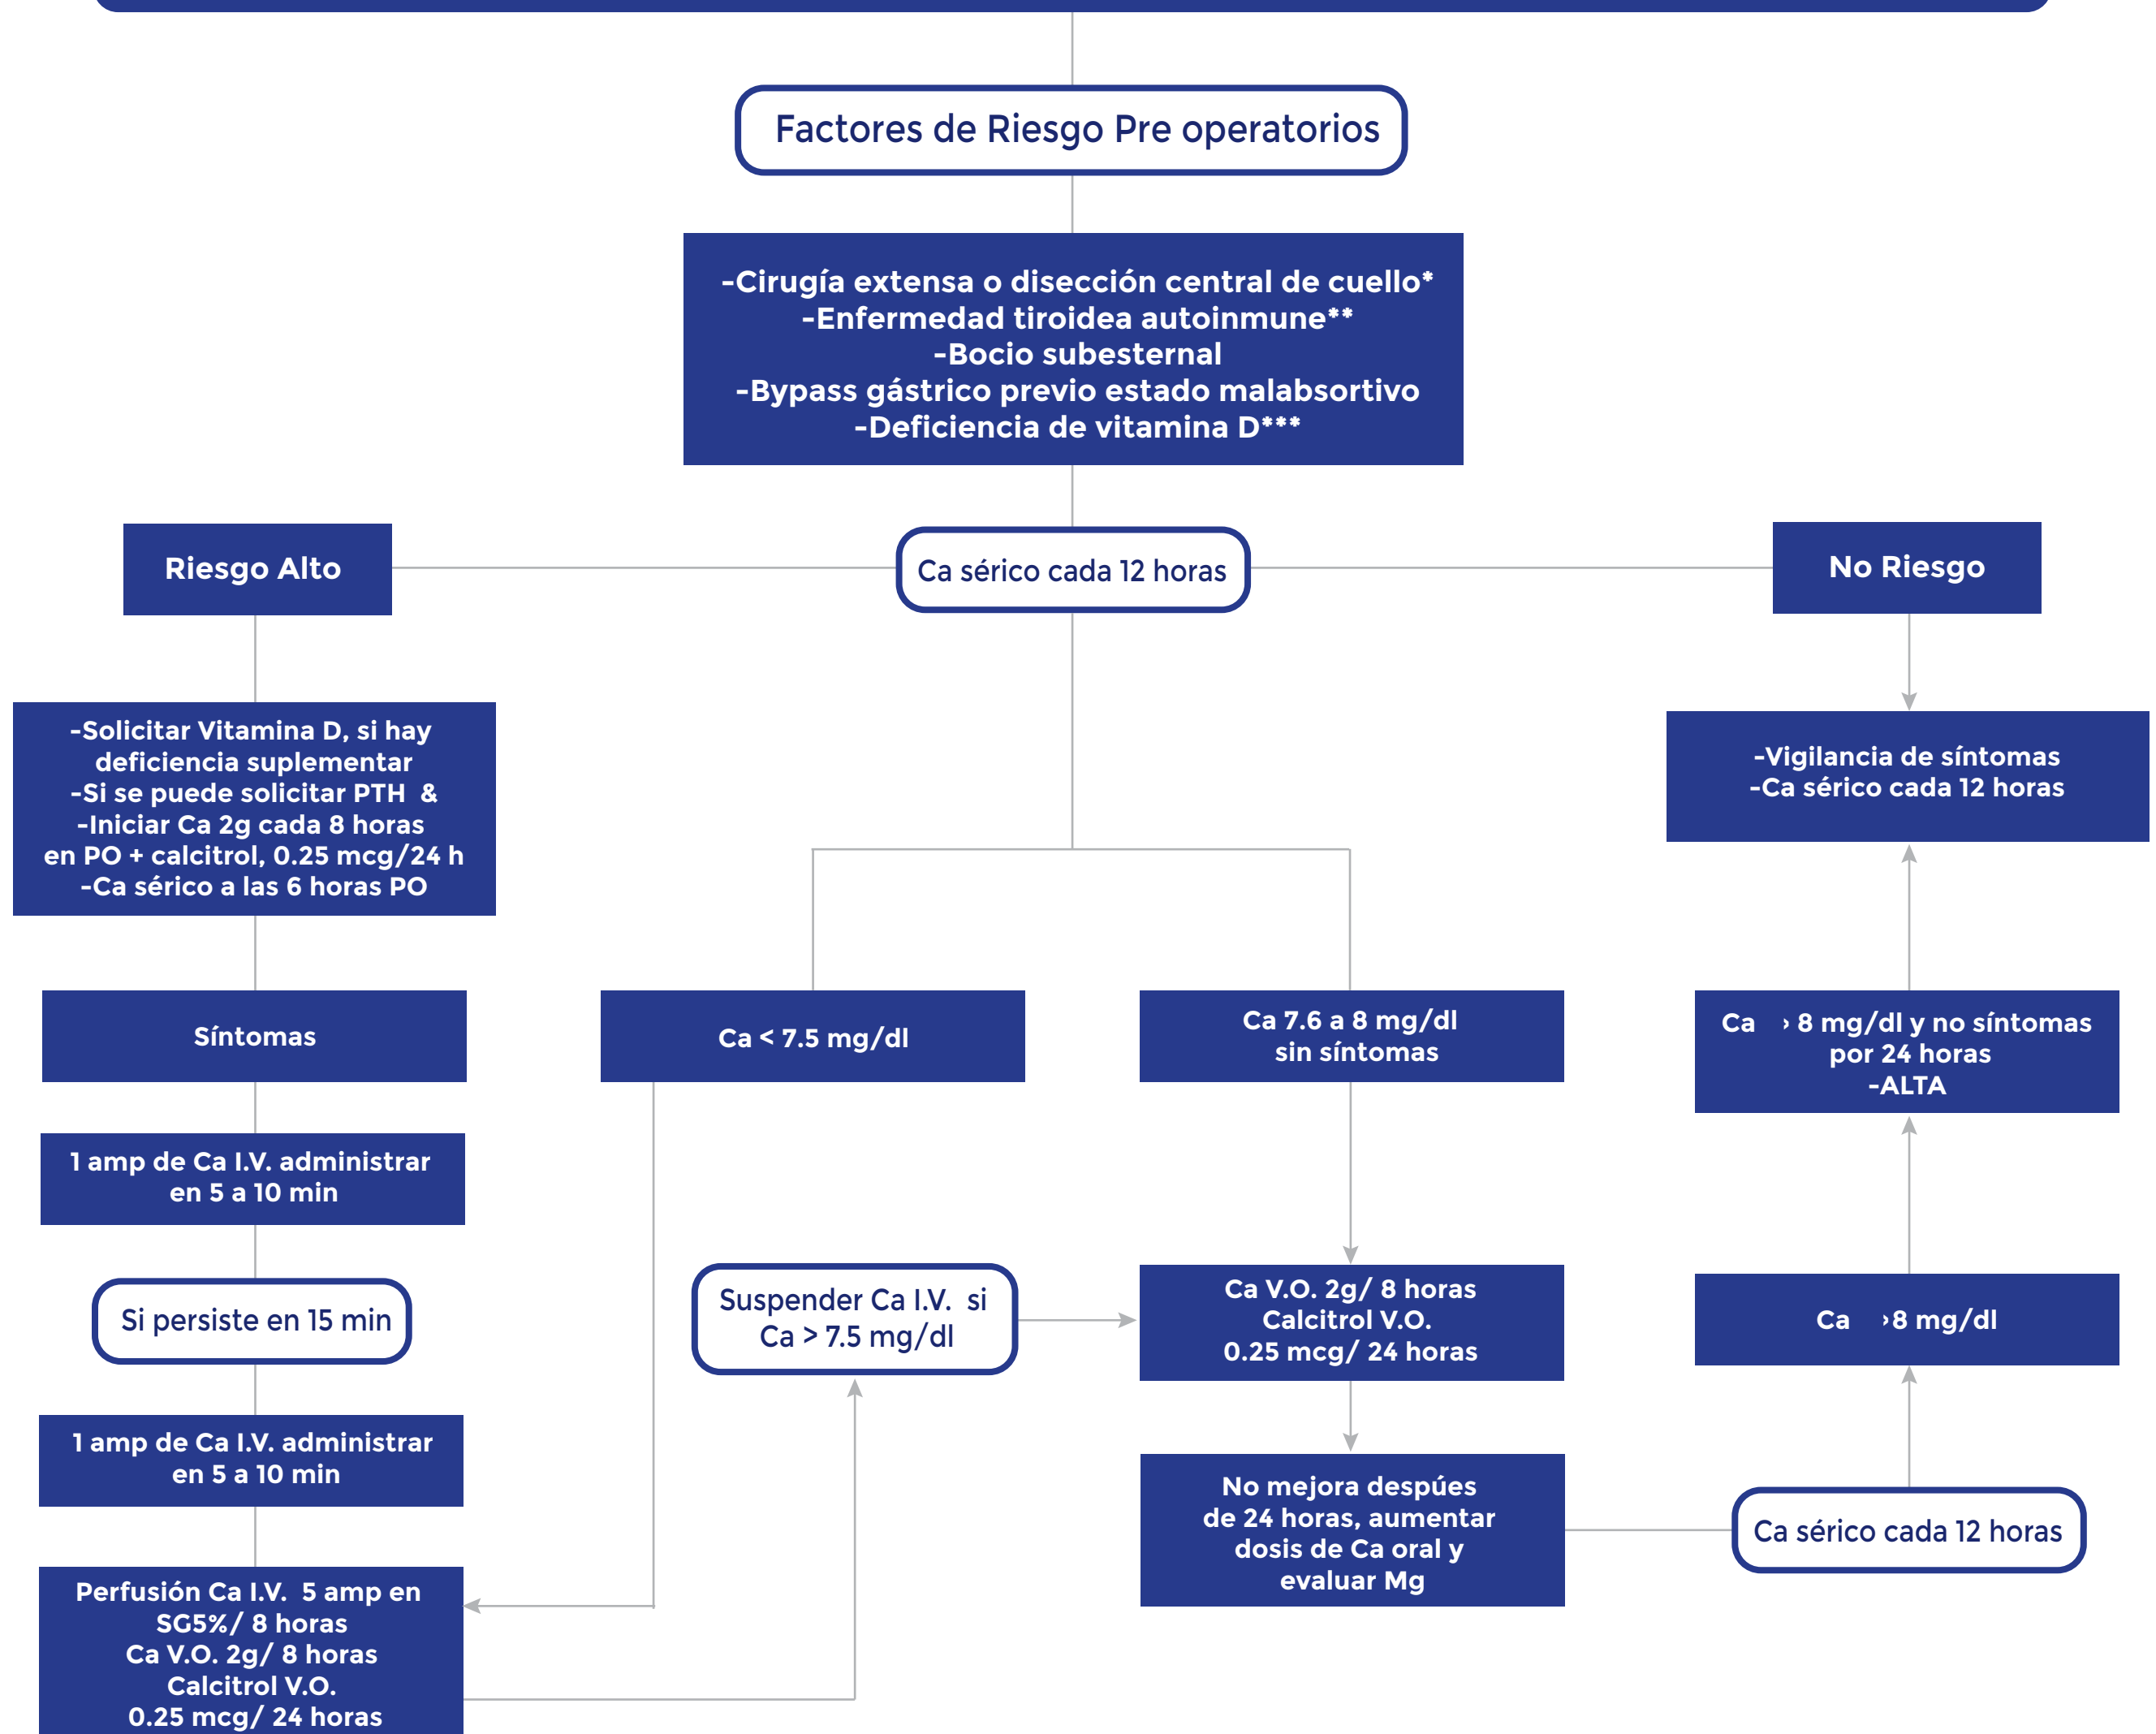 Factores de Riesgo Pre operatorios
-Cirugía extensa o disección central de cuello*
-Enfermedad tiroidea autoinmune**
-Bocio subesternal
-Bypass gástrico previo estado malabsortivo
-Deficiencia de vitamina D***
Riesgo Alto
Ca sérico cada 12 horas
No Riesgo
-Solicitar Vitamina D, si hay
deficiencia suplementar
-Si se puede solicitar PTH &
-Iniciar Ca 2g cada 8 horas
en PO + calcitrol, 0.25 mcg/24 h
-Ca sérico a las 6 horas PO
-Vigilancia de síntomas
-Ca sérico cada 12 horas
Síntomas
Ca < 7.5 mg/dl
Ca 7.6 a 8 mg/dl
sin síntomas
Ca › 8 mg/dl y no síntomas
por 24 horas
-ALTA
1 amp de Ca I.V. administrar
en 5 a 10 min
Si persiste en 15 min
Suspender Ca I.V. si
Ca > 7.5 mg/dl
Ca V.O. 2g/ 8 horas
Calcitrol V.O.
0.25 mcg/ 24 horas
Ca ›8 mg/dl
1 amp de Ca I.V. administrar
en 5 a 10 min
No mejora despúes
de 24 horas, aumentar
dosis de Ca oral y
evaluar Mg
Ca sérico cada 12 horas
Perfusión Ca I.V. 5 amp en
SG5%/ 8 horas
Ca V.O. 2g/ 8 horas
Calcitrol V.O.
0.25 mcg/ 24 horas